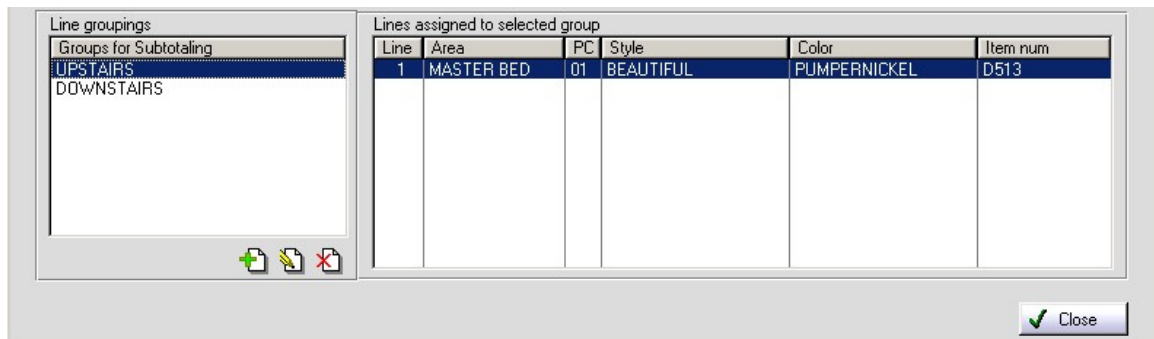 Line groupings
Groups for Subtotaling
UPSTAIRS
DOWNSTAIRS
Lines assigned to selected group
Line Area PC Style Color Item num
1 MASTER BED 01 BEAUTIFUL PUMPERNICKEL D513
Close